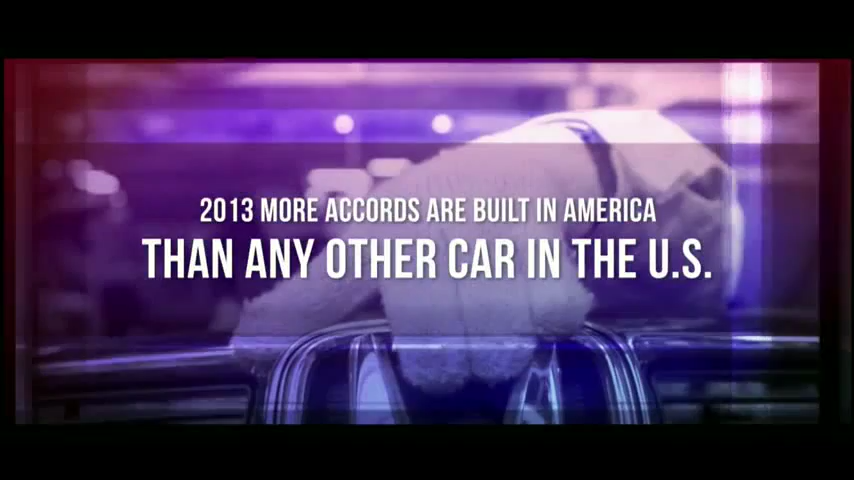 2013 MORE ACCORDS ARE BUILT IN AMERICA
THAN ANY OTHER CAR IN THE U.S.